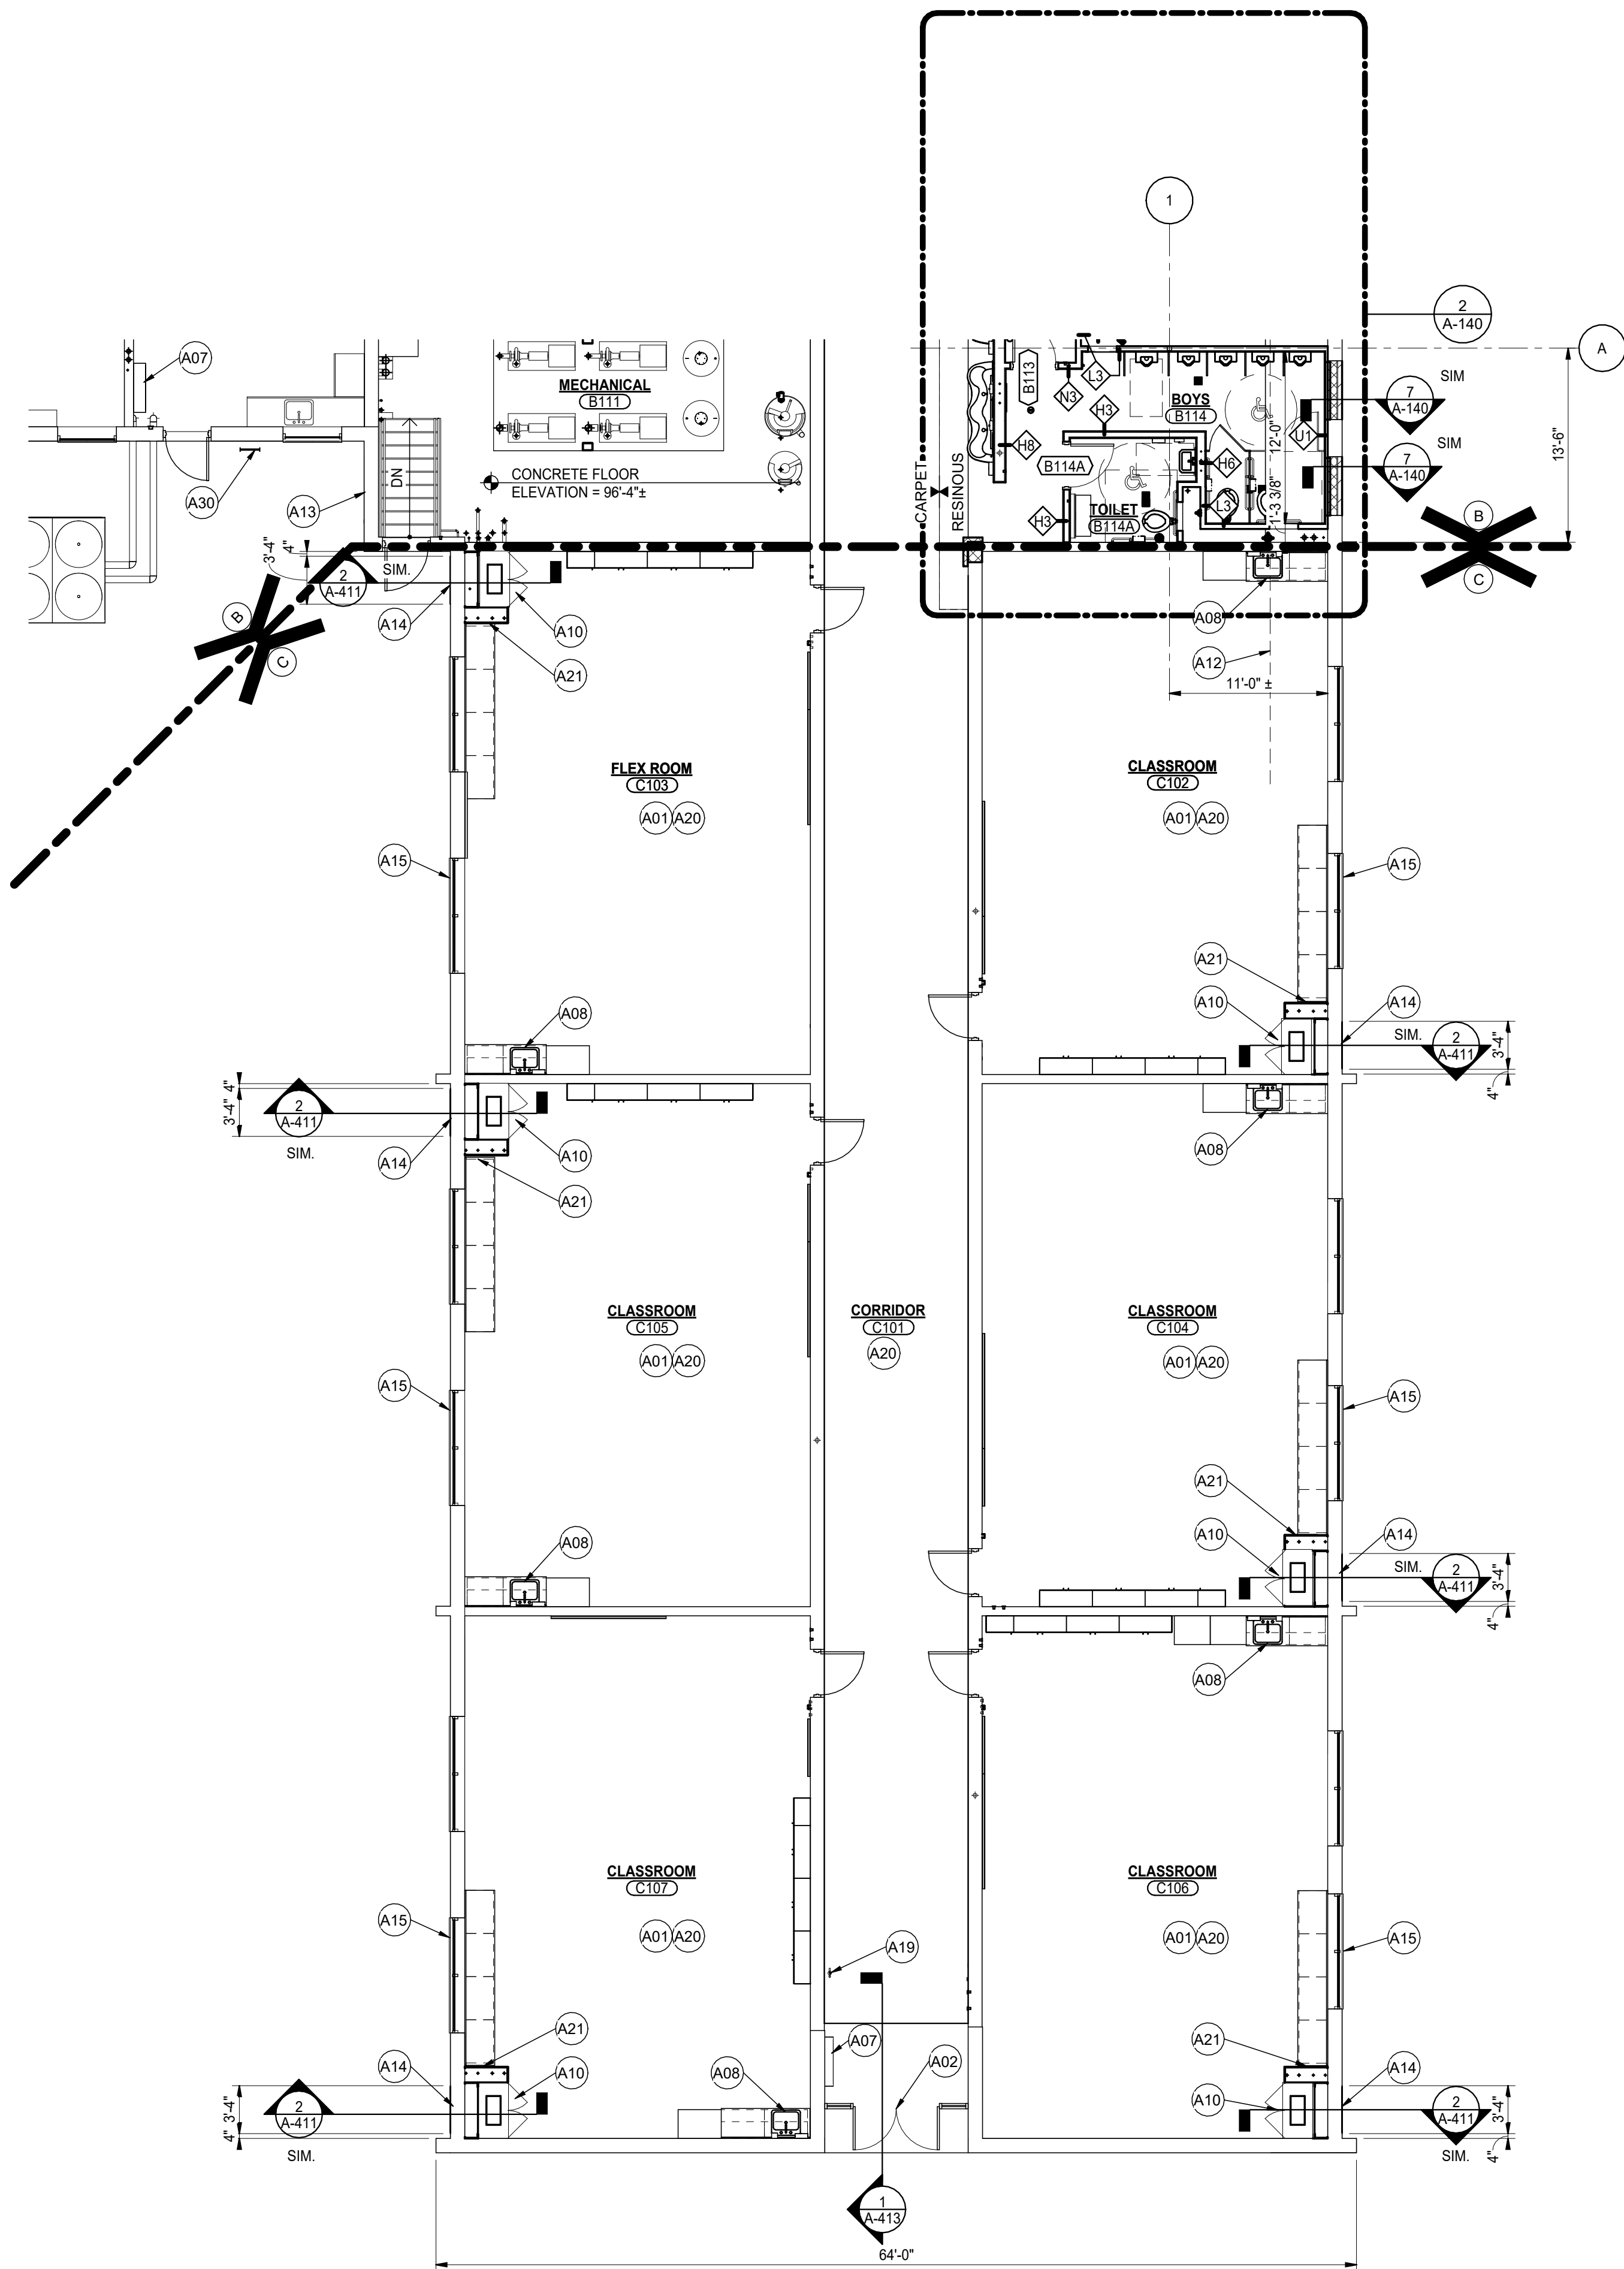 1
2
A-140
A
A07
MECHANICAL
B111
B113
L3
N3
H3
BOYS
B114
SIM
7
A-140
U1
12'-0"
13'-6"
SIM
7
A-140
H8
B114A
H6
A30
A13
DN
CONCRETE FLOOR
ELEVATION = 96'-4"±
CARPET
RESINOUS
H3
TOILET
B114A
L3
1'-3 3/8"
B
C
3'-4"
4"
2
A-411
SIM.
A14
A10
A21
B
C
A08
A12
11'-0" ±
FLEX ROOM
C103
A01
A20
CLASSROOM
C102
A01
A20
A15
A15
A21
A10
A14
A08
SIM.
2
A-411
3'-4"
4"
3'-4"
4"
2
A-411
SIM.
A14
A10
A21
A08
CLASSROOM
C105
A01
A20
CORRIDOR
C101
A20
CLASSROOM
C104
A01
A20
A15
A15
A21
A10
A14
A08
SIM.
2
A-411
3'-4"
4"
A08
CLASSROOM
C107
A01
A20
CLASSROOM
C106
A01
A20
A15
A15
A19
A21
A07
A02
A21
A14
A10
A08
A10
A14
3'-4"
4"
2
A-411
SIM.
2
A-411
SIM.
3'-4"
4"
1
A-413
64'-0"